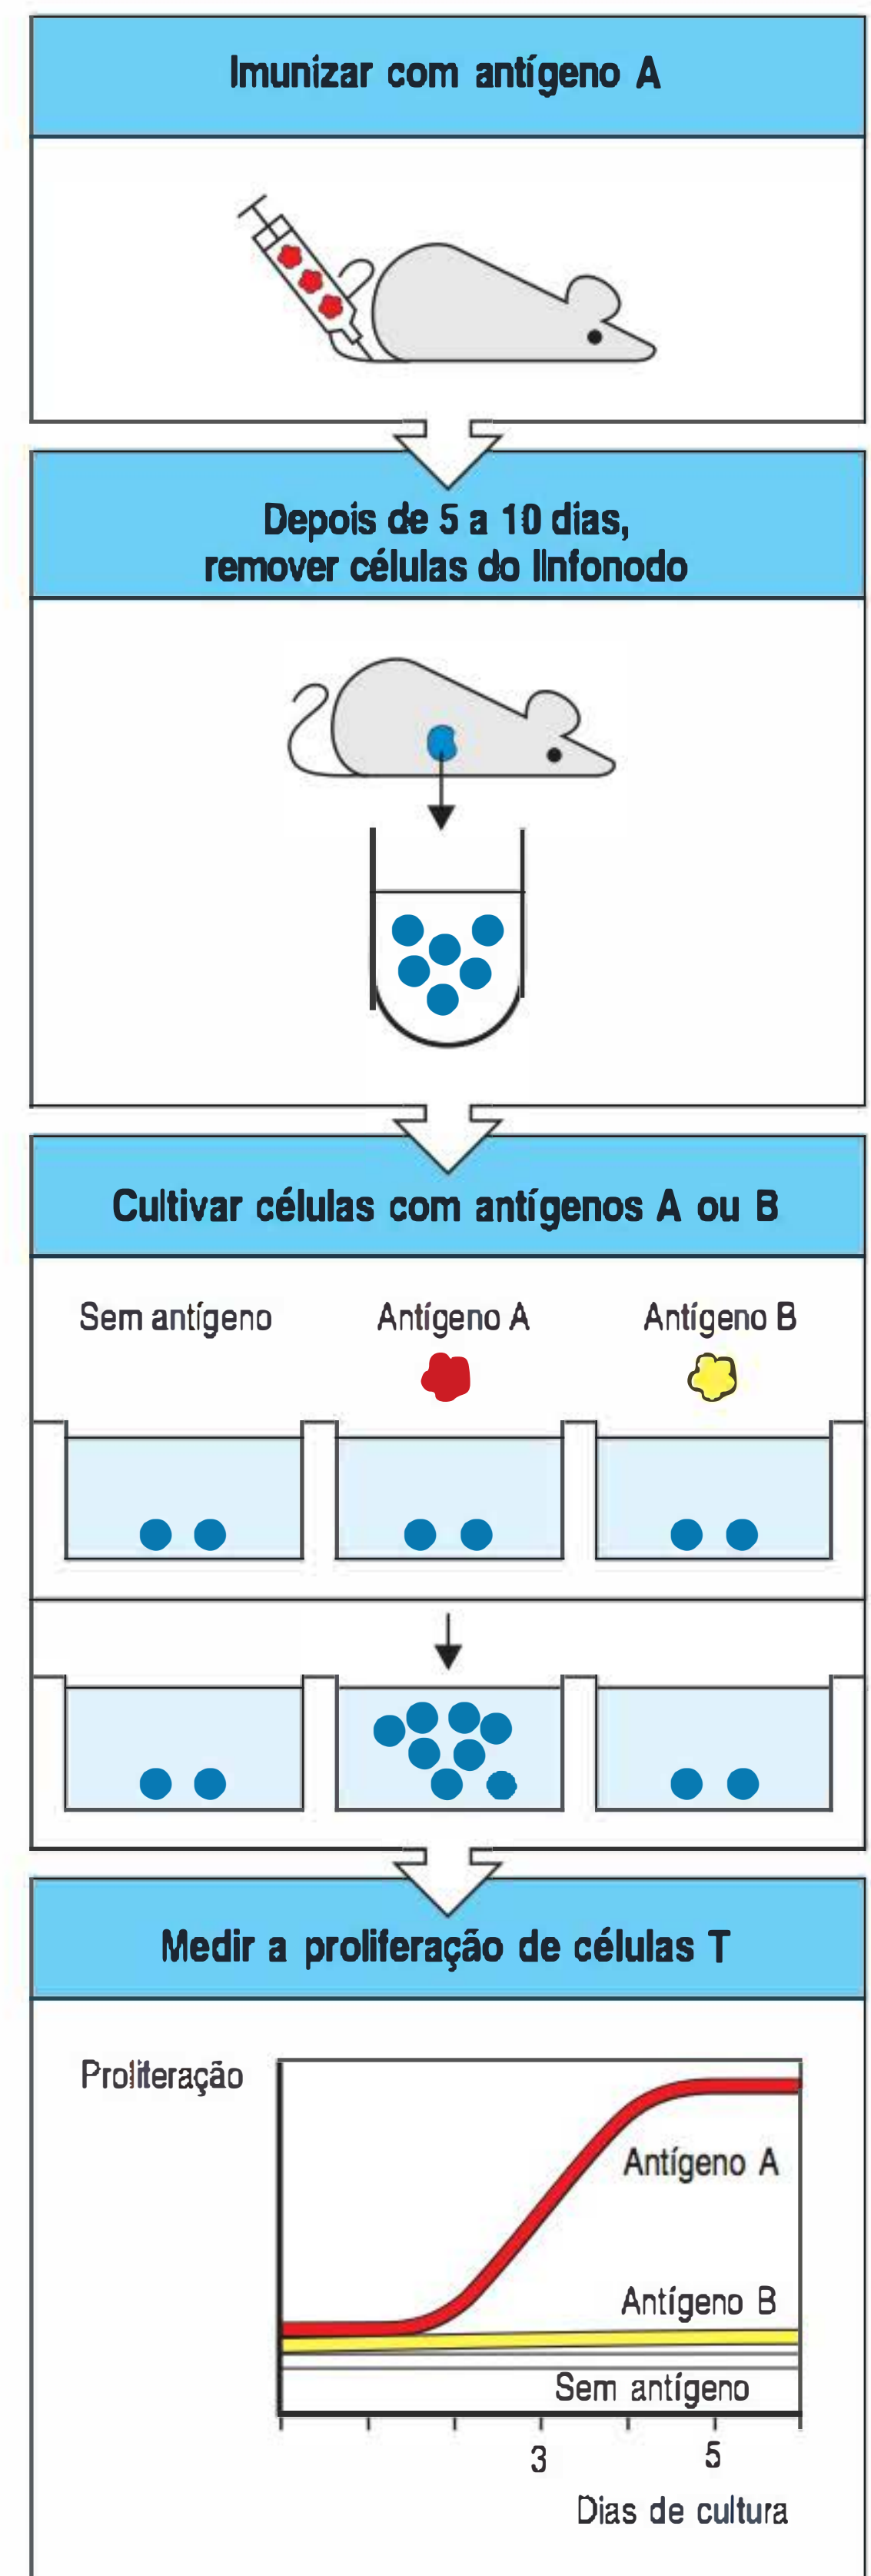 Imunizar com antígeno A
Depois de 5 a 10 dias,
remover células do linfonodo
Cultivar células com antígenos A ou B
Sem antígeno
Antígeno A
Antígeno B
Medir a proliferação de células T
Proliferação
Antígeno A
Antígeno B
Sem antígeno
3
5
Dias de cultura